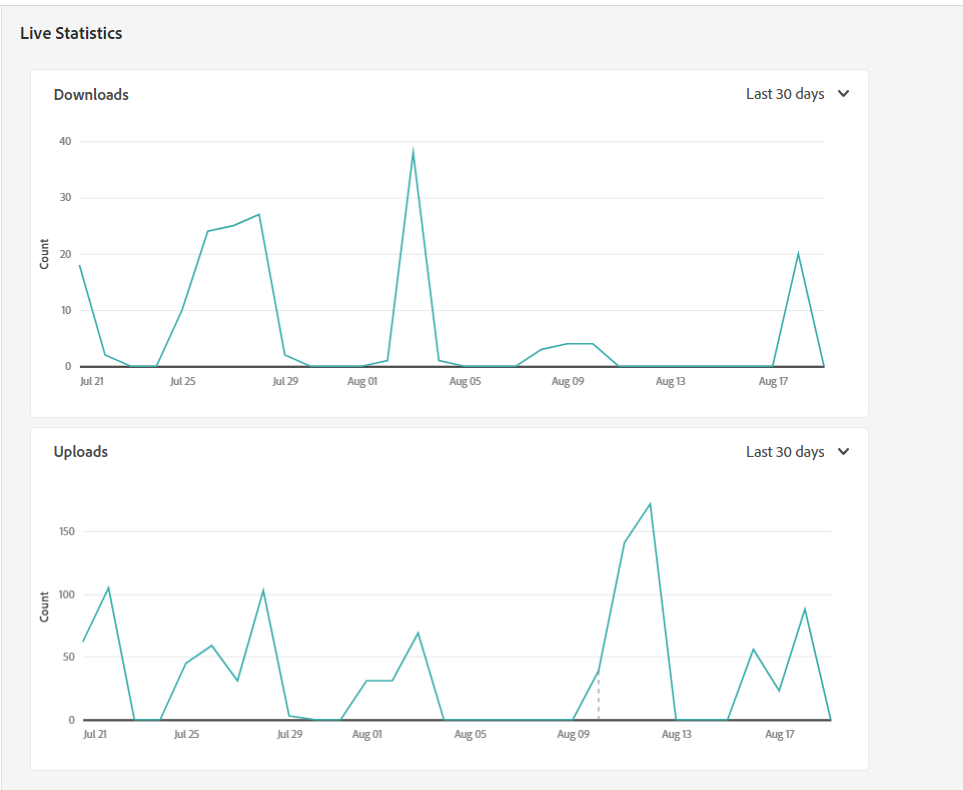 Live Statistics
Downloads
Last 30 days
40
30
20
10
0
Count
Jul 21 Jul 25 Jul 29 Aug 01 Aug 05 Aug 09 Aug 13 Aug 17
Uploads
Last 30 days
150
100
50
0
Count
Jul 21 Jul 25 Jul 29 Aug 01 Aug 05 Aug 09 Aug 13 Aug 17